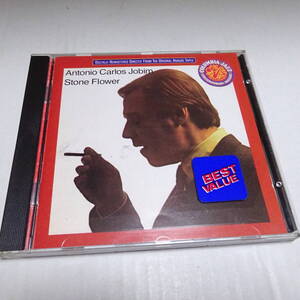 DIGITALLY REMASTERED DIRECTLY FROM THE ORIGINAL ANALOG TAPES
Antonio Carlos Jobim
Stone Flower
COLUMBIA JAZZ
BEST
VALUE